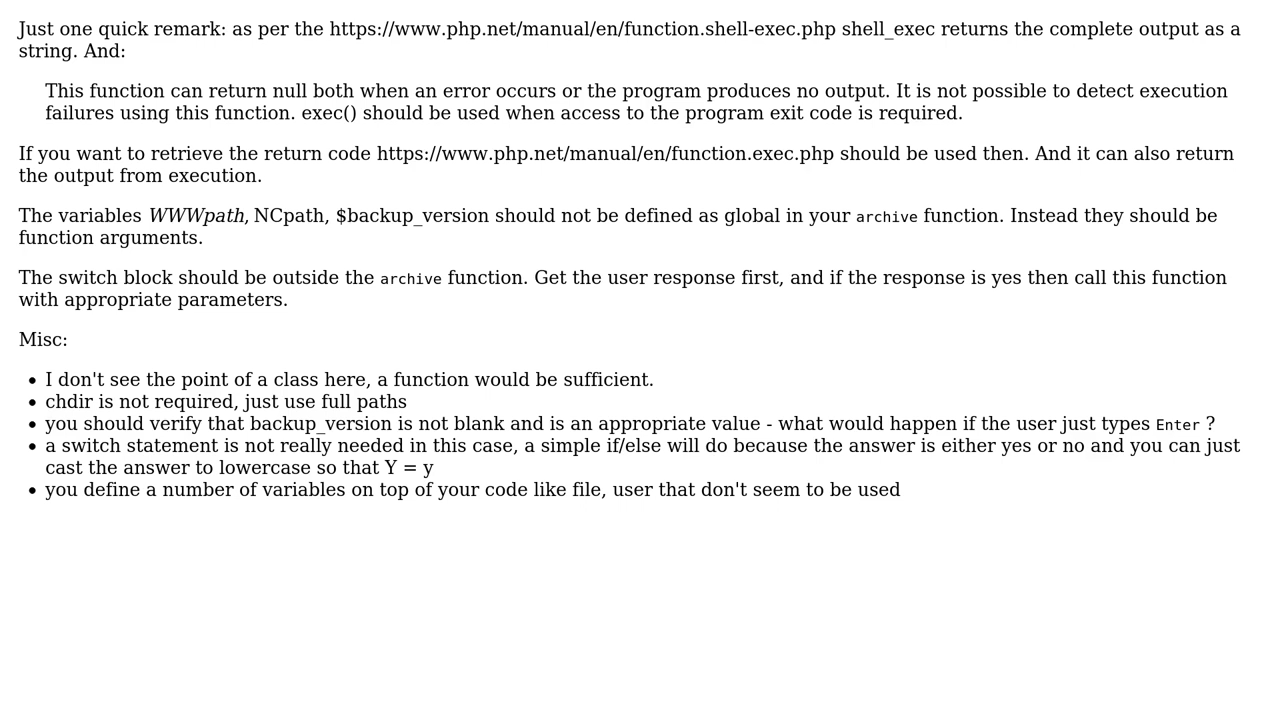 Just one quick remark: as per the https://www.php.net/manual/en/function.shell-exec.php shell_exec returns the complete output as a
string. And:
This function can return null both when an error occurs or the program produces no output. It is not possible to detect execution
failures using this function. exec() should be used when access to the program exit code is required.
If you want to retrieve the return code https://www.php.net/manual/en/function.exec.php should be used then. And it can also return
the output from execution.
The variables WWWpath, NCpath, $backup_version should not be defined as global in your archive function. Instead they should be
function arguments.
The switch block should be outside the archive function. Get the user response first, and if the response is yes then call this function
with appropriate parameters.
Misc:
• I don't see the point of a class here, a function would be sufficient.
• chdir is not required, just use full paths
• you should verify that backup_version is not blank and is an appropriate value - what would happen if the user just types Enter ?
• a switch statement is not really needed in this case, a simple if/else will do because the answer is either yes or no and you can just
cast the answer to lowercase so that Y = y
• you define a number of variables on top of your code like file, user that don't seem to be used